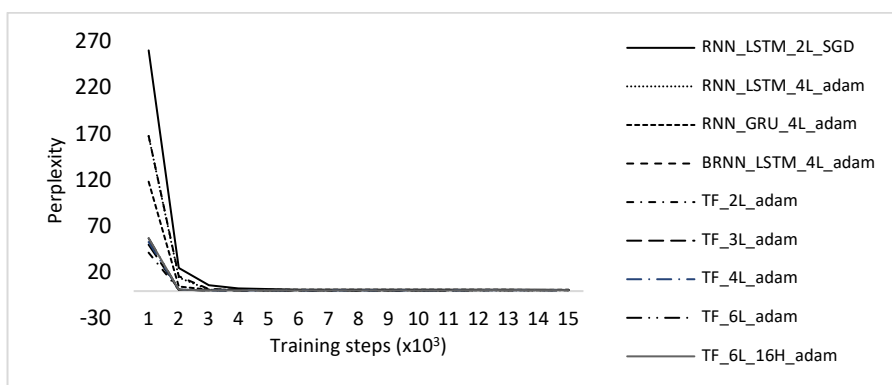 270
220
170
120
70
20
-30
Perplexity
1 2 3 4 5 6 7 8 9 10 11 12 13 14 15
Training steps (x10³)
RNN_LSTM_2L_SGD
RNN_LSTM_4L_adam
RNN_GRU_4L_adam
BRNN_LSTM_4L_adam
TF_2L_adam
TF_3L_adam
TF_4L_adam
TF_6L_adam
TF_6L_16H_adam